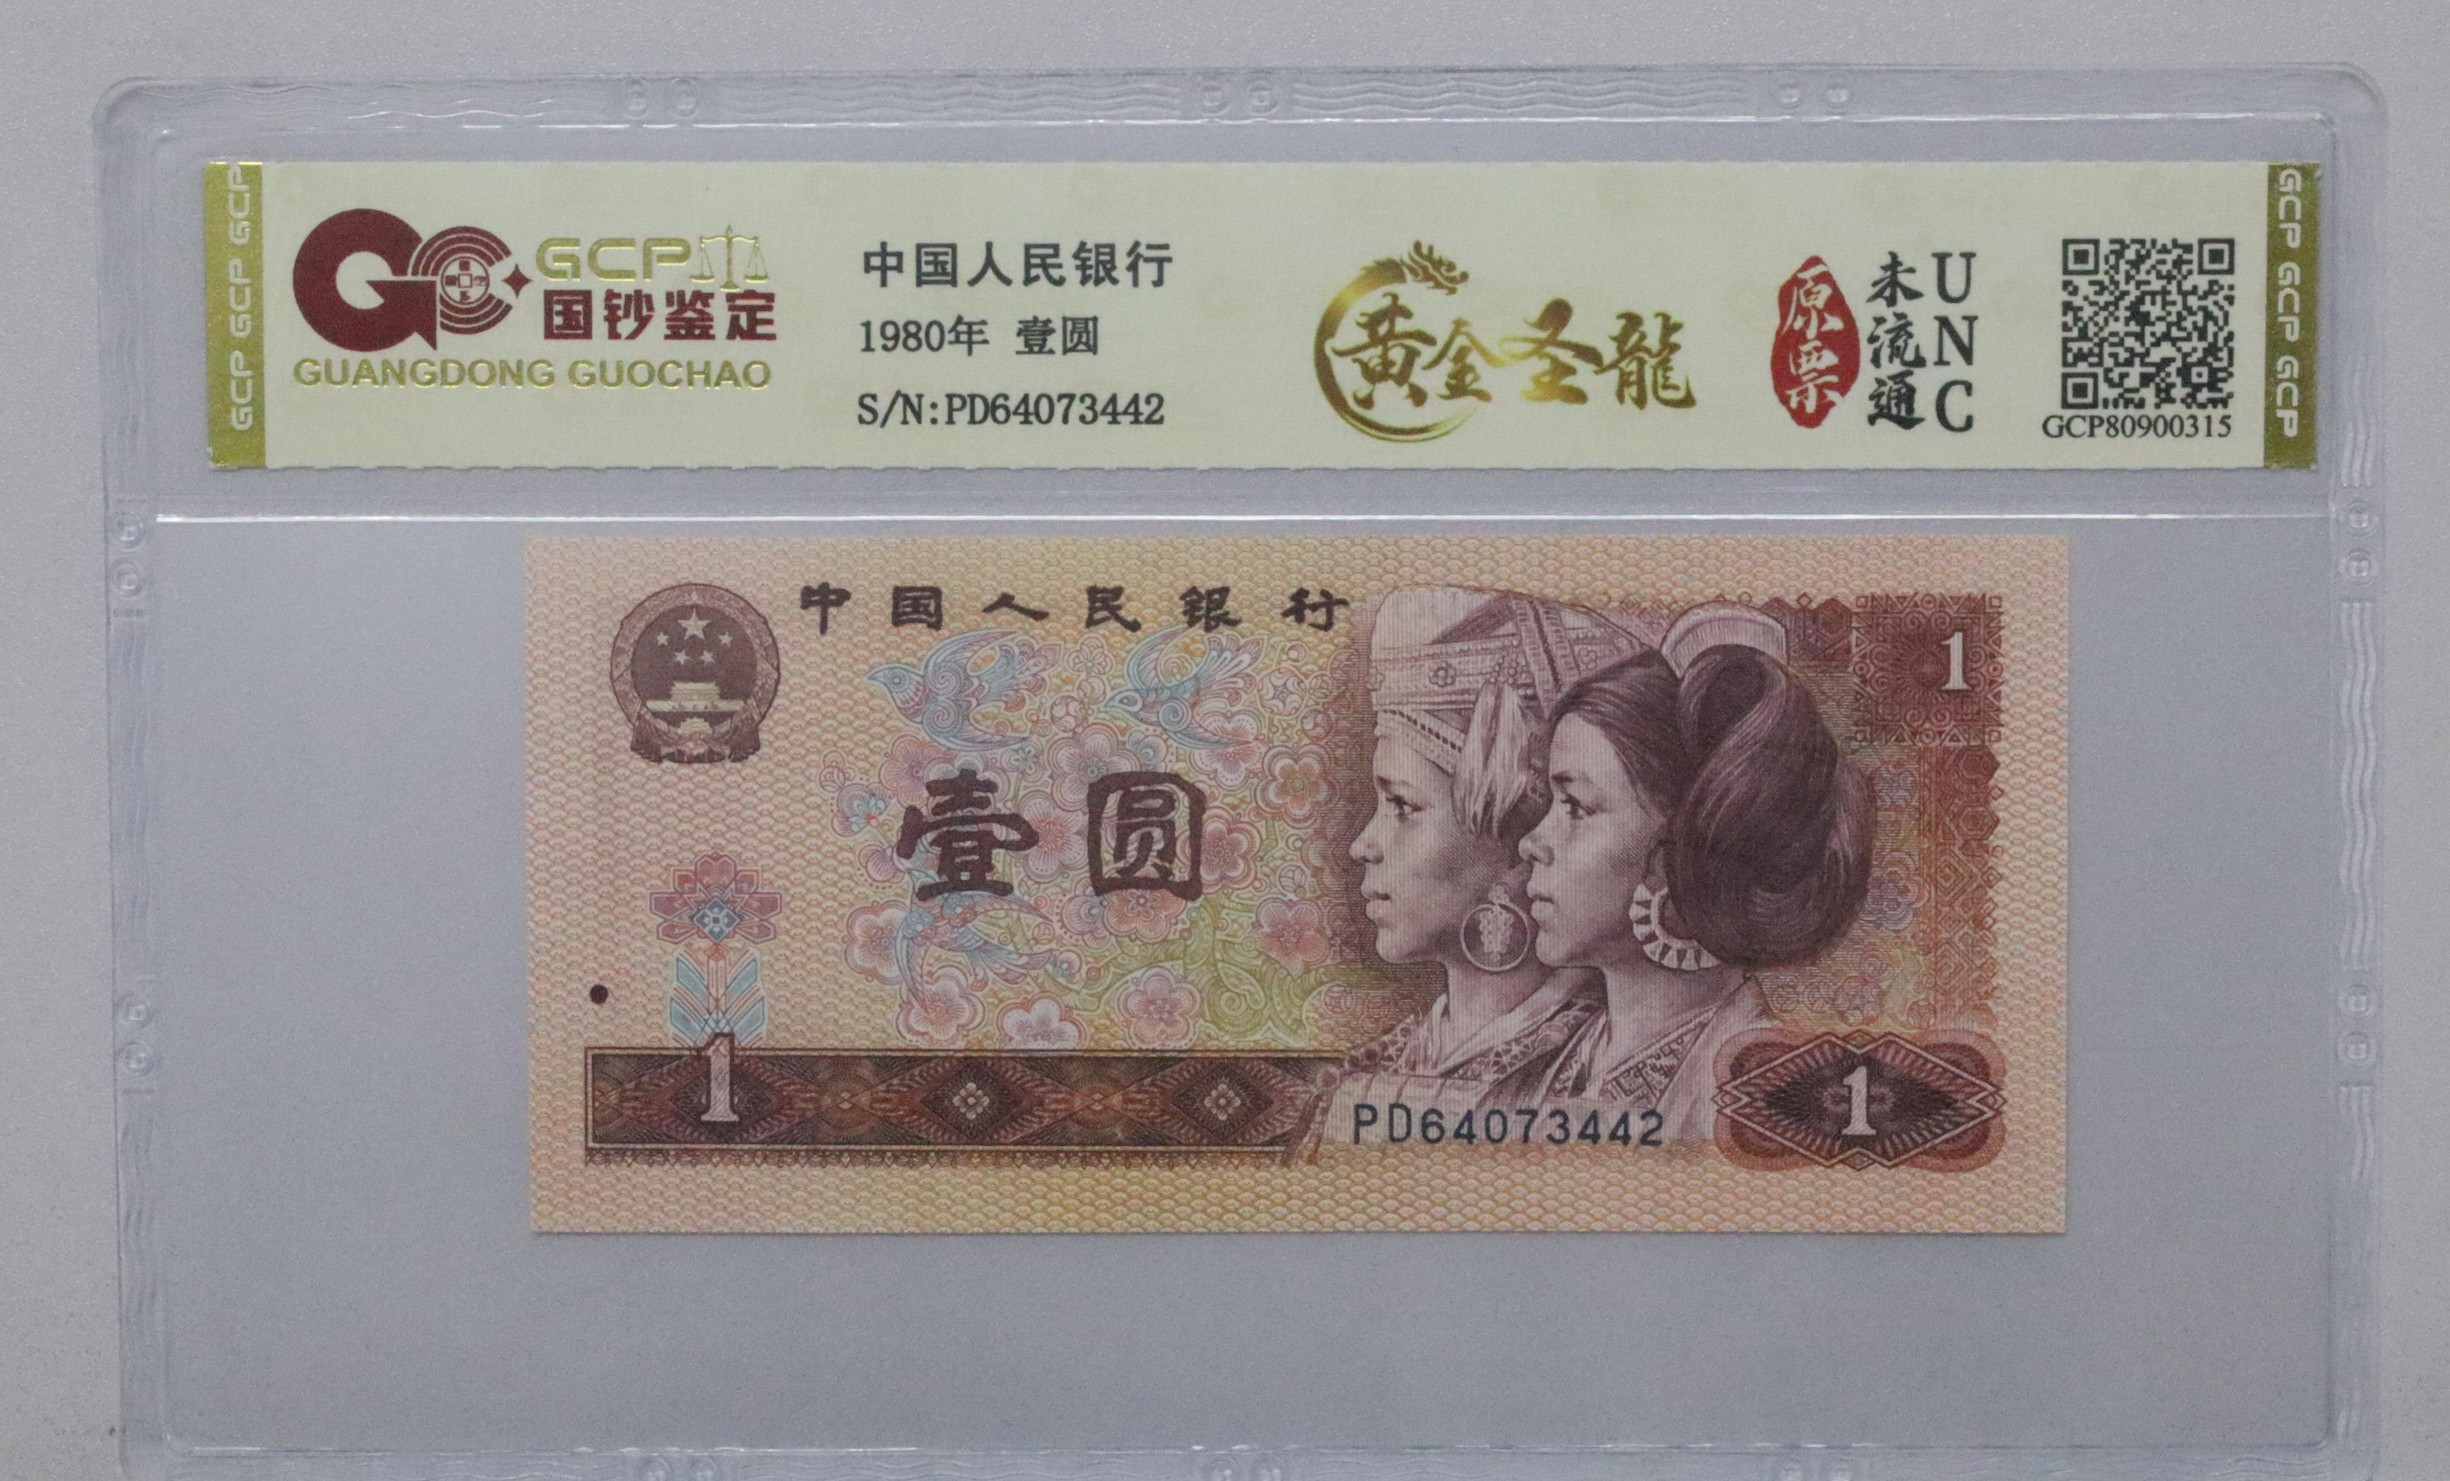 GCP GCP GCP
GCP
国钞鉴定
GUANGDONG GUOCHAO
中国人民银行
1980年 壹圆
S/N:PD64073442
黄金圣龍
原票
未流通
UNC
GCP80900315
GCP GCP GCP
中国人民银行
1
壹圆
1
PD64073442
1